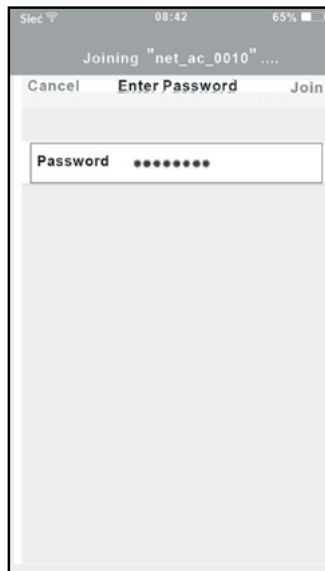 Sieć 08:42 65%
Joining "net_ac_0010"....
Cancel Enter Password Join
Password ●●●●●●●●